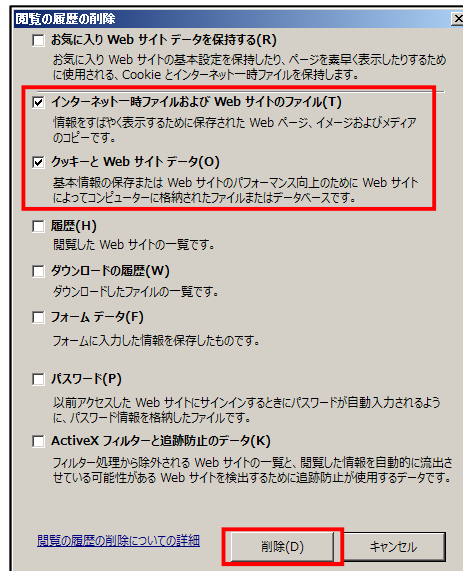 閲覧の履歴の削除
お気に入り Web サイト データを保持する(R)
お気に入り Web サイトの基本設定を保持したり、ページを素早く表示したりするため
に使用される、Cookie とインターネット一時ファイルを保持します。
インターネット一時ファイルおよび Web サイトのファイル(T)
情報をすばやく表示するために保存された Web ページ、イメージおよびメディア
のコピーです。
クッキーと Web サイト データ(O)
基本情報の保存または Web サイトのパフォーマンス向上のために Web サイト
によってコンピューターに格納されたファイルまたはデータベースです。
履歴(H)
閲覧した Web サイトの一覧です。
ダウンロードの履歴(W)
ダウンロードしたファイルの一覧です。
フォーム データ(F)
フォームに入力した情報を保存したものです。
パスワード(P)
以前アクセスした Web サイトにサインインするときにパスワードが自動入力されるよう
に、パスワード情報を格納したファイルです。
ActiveX フィルターと追跡防止のデータ(K)
フィルター処理から除外される Web サイトの一覧と、閲覧した情報を自動的に流出さ
せている可能性がある Web サイトを検出するために追跡防止が使用するデータです。
閲覧の履歴の削除についての詳細
削除(D)
キャンセル